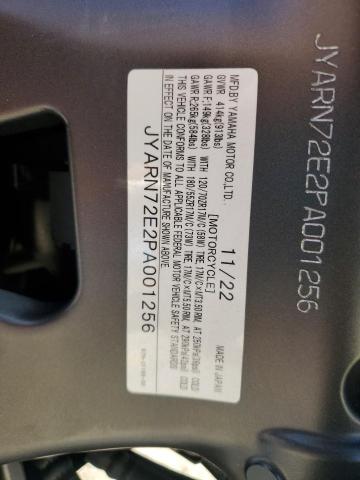 MFD.BY YAMAHA MOTOR CO.,LTD. 11/22 MADE IN JAPAN
GVWR 414kg(913lbs) [MOTORCYCLE]
GAWR F:149kg(328lbs) WITH 120/70ZR17M/C(58W) TIRE, 17M/C×MT3.50 RIM, AT 250kPa(36psi) COLD
GAWR R:265kg(584lbs) WITH 180/55ZR17M/C(73W) TIRE, 17M/C×MT5.50 RIM, AT 290kPa(42psi) COLD
THIS VEHICLE CONFORMS TO ALL APPLICABLE FEDERAL MOTOR VEHICLE SAFETY STANDARDS
IN EFFECT ON THE DATE OF MANUFACTURE SHOWN ABOVE.
JYARN72E2PA001256
JYARN72E2PA001256